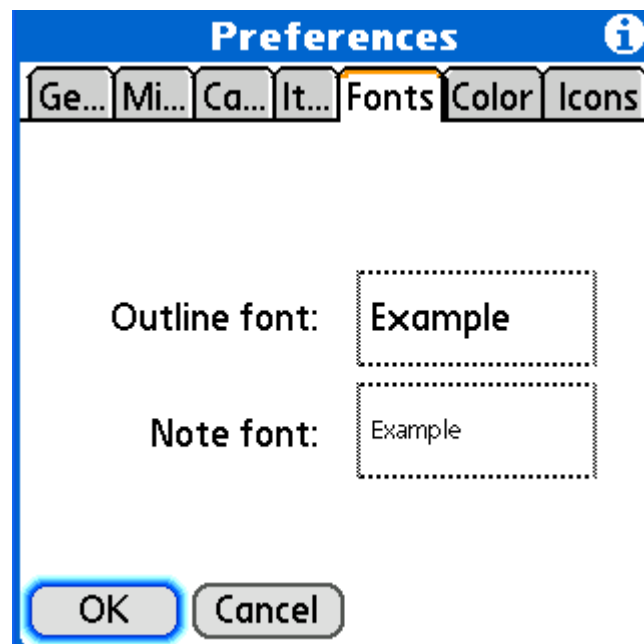 Preferences i
Ge... Mi... Ca... It... Fonts Color Icons
Outline font: Example
Note font: Example
OK Cancel